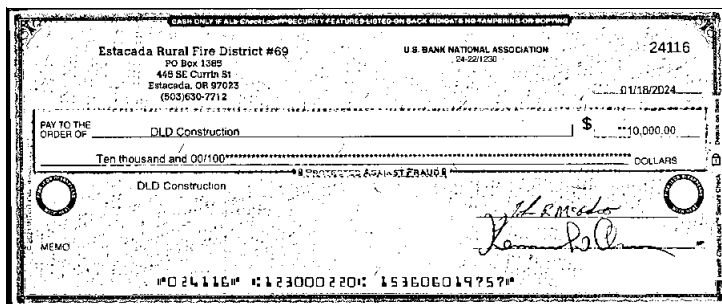 CASH ONLY IF ALL CheckLock™ SECURITY FEATURES LISTED ON BACK INDICATE NO TAMPERING OR COPYING
Estacada Rural Fire District #69
PO Box 1385
445 SE Currin St
Estacada, OR 97023
(503)630-7712
U.S. BANK NATIONAL ASSOCIATION
24-22/1230
24116
01/18/2024
PAY TO THE
ORDER OF DLD Construction $ **10,000.00
Ten thousand and 00/100 DOLLARS
PROTECTED AGAINST FRAUD
DLD Construction
MEMO
⑈024116⑈ ⑆123000220⑆ 153606019757⑈